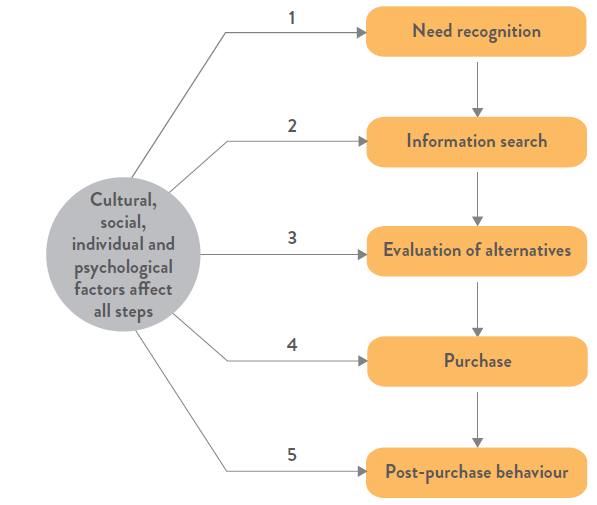 1
Need recognition
2
Information search
Cultural,
social,
individual and
psychological
factors affect
all steps
3
Evaluation of alternatives
4
Purchase
5
Post-purchase behaviour